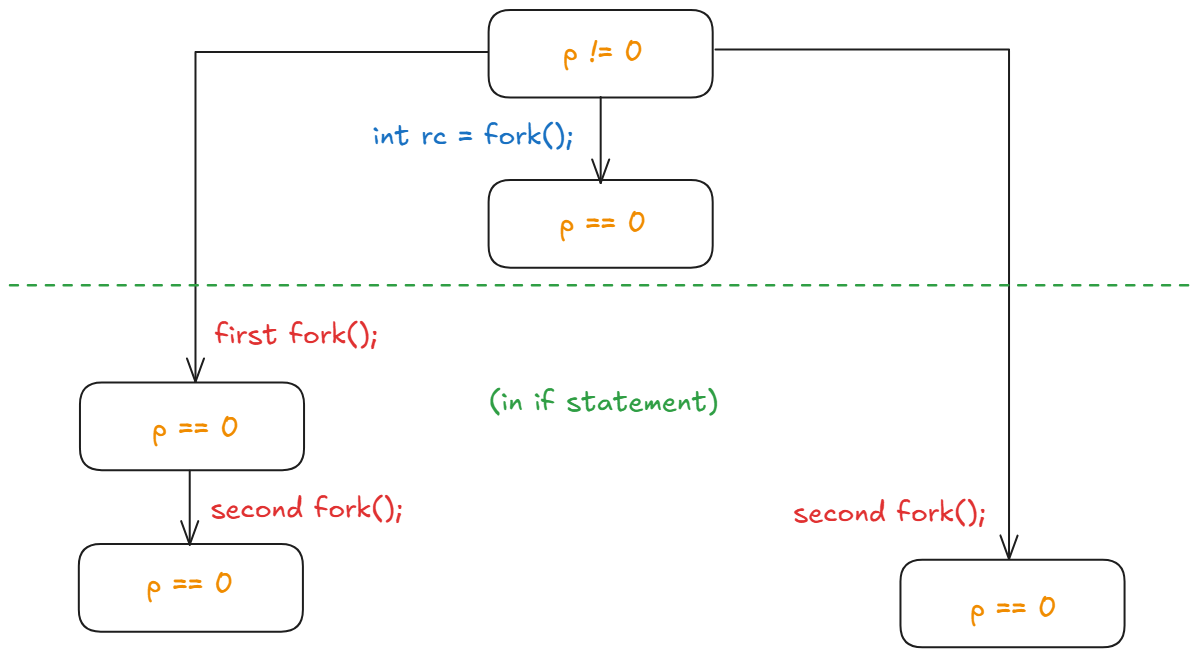 p != 0
int rc = fork();
p == 0
first fork();
(in if statement)
p == 0
second fork();
second fork();
p == 0
p == 0